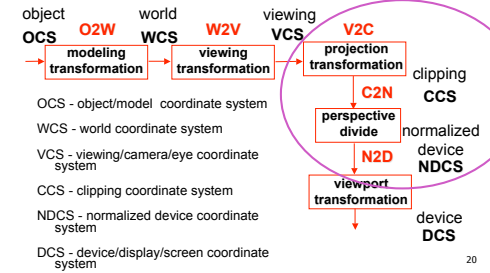 object
OCS
O2W
world
WCS
W2V
viewing
VCS
V2C
modeling
transformation
viewing
transformation
projection
transformation
clipping
CCS
C2N
perspective
divide
normalized
device
NDCS
N2D
viewport
transformation
device
DCS
OCS - object/model coordinate system
WCS - world coordinate system
VCS - viewing/camera/eye coordinate
system
CCS - clipping coordinate system
NDCS - normalized device coordinate
system
DCS - device/display/screen coordinate
system
20